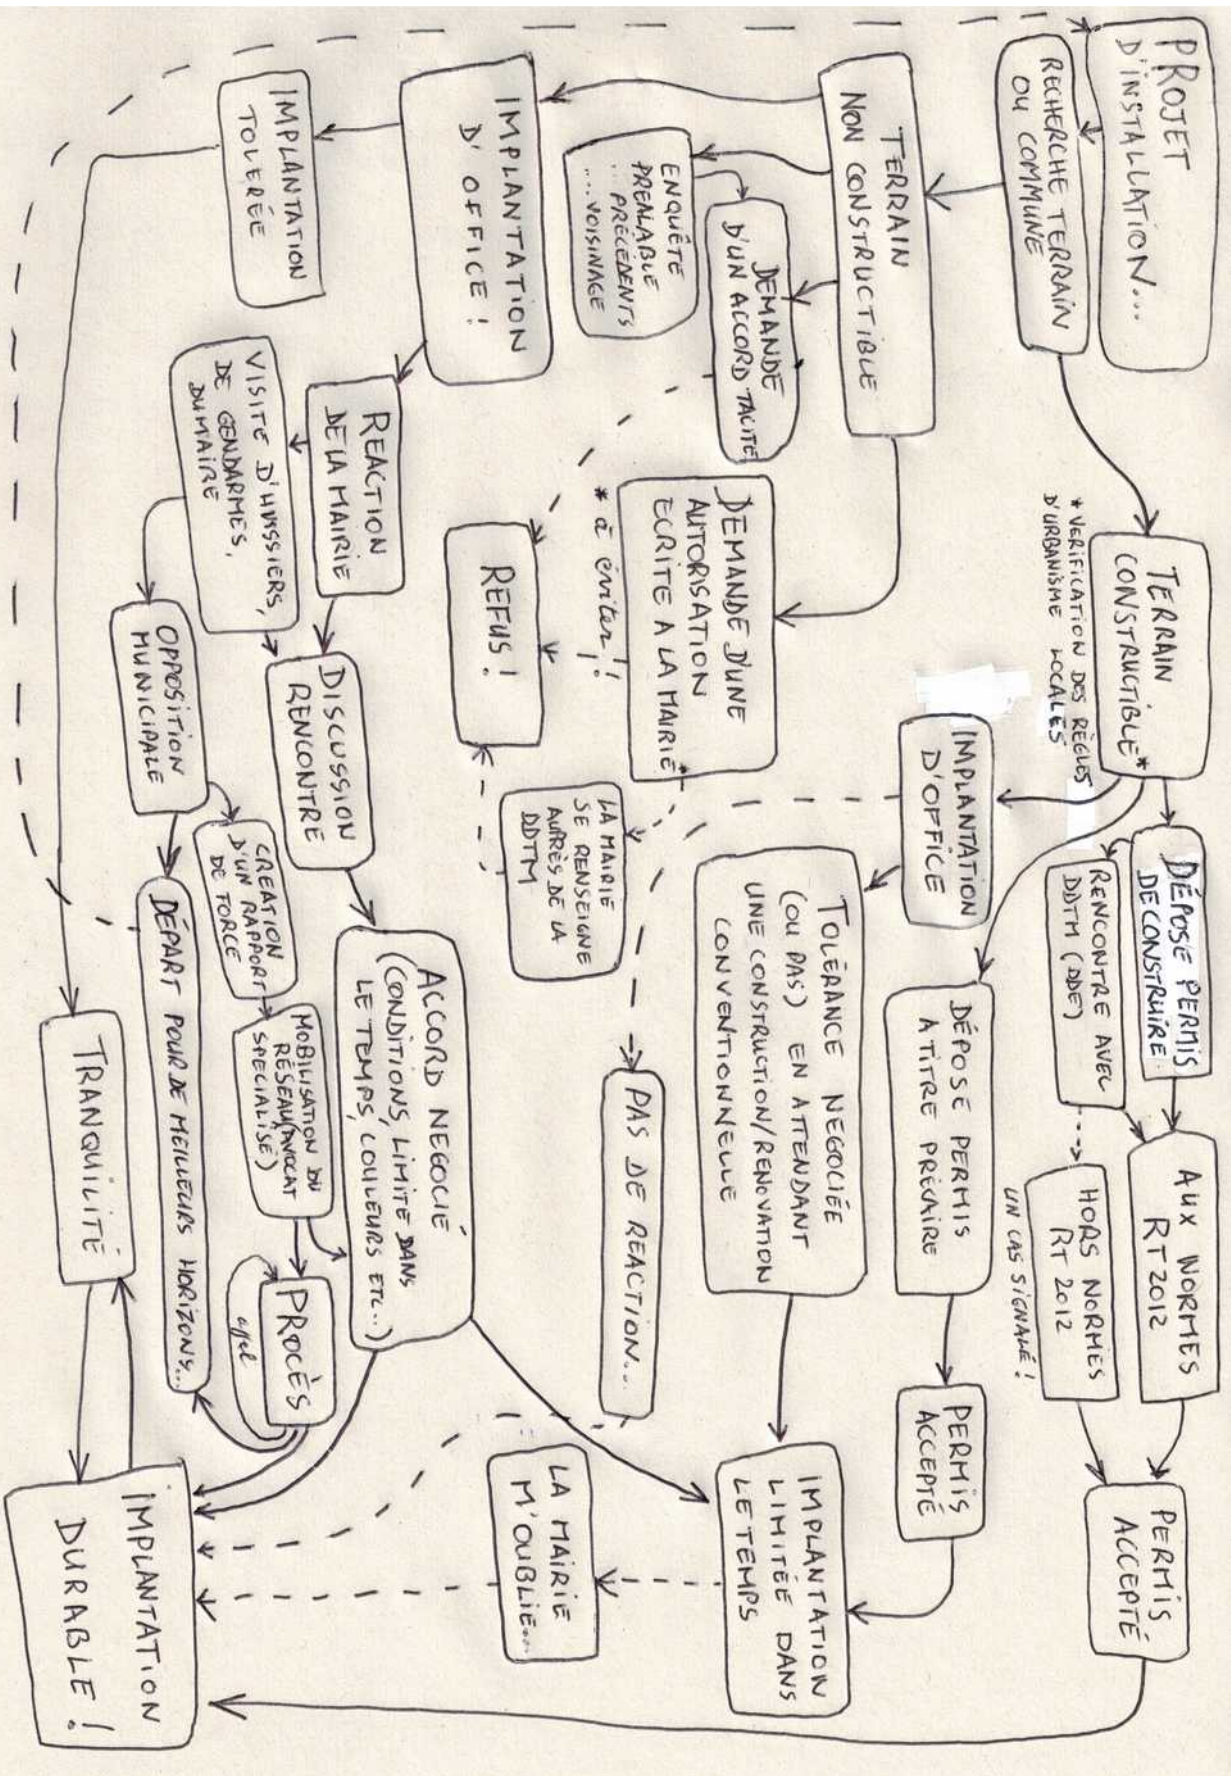 PROJET
D'INSTALLATION...
RECHERCHE TERRAIN
OU COMMUNE
TERRAIN
CONSTRUCTIBLE*
* VERIFICATION DES RÈGLES
D'URBANISME LOCALES
DÉPOSE PERMIS
DE CONSTRUIRE
RENCONTRE AVEC
DDTM (DDE)
AUX NORMES
RT 2012
HORS NORMES
RT 2012
UN CAS SIGNALÉ!
PERMIS
ACCEPTÉ
TERRAIN
NON CONSTRUCTIBLE
IMPLANTATION
D'OFFICE
DÉPOSE PERMIS
A TITRE PRÉCAIRE
PERMIS
ACCEPTÉ
DEMANDE
D'UN ACCORD TACITE
ENQUÊTE
PREALABLE
... PRÉCÉDENTS
....VOISINAGE
DEMANDE D'UNE
AUTORISATION
ECRITE A LA MAIRIE*
* à éviter!!
TOLÉRANCE NEGOCIÉE
(OU PAS) EN ATTENDANT
UNE CONSTRUCTION/RENOVATION
CONVENTIONNELLE
IMPLANTATION
LIMITÉE DANS
LE TEMPS
LA MAIRIE
SE RENSEIGNE
AUPRÈS DE LA
DDTM
PAS DE REACTION...
REFUS!
LA MAIRIE
M'OUBLIE...
IMPLANTATION
D'OFFICE!
REACTION
DE LA MAIRIE
DISCUSSION
RENCONTRE
ACCORD NEGOCIÉ
(CONDITIONS, LIMITE DANS
LE TEMPS, COULEURS ETC..)
IMPLANTATION
TOLERÉE
VISITE D'HUISSIERS,
DE GENDARMES,
DU MAIRE
OPPOSITION
MUNICIPALE
CREATION
D'UN RAPPORT
DE FORCE
MOBILISATION DU
RÉSEAU (AVOCAT
SPECIALISÉ)
PROCÈS
appel
DÉPART POUR DE MEILLEURS HORIZONS...
TRANQUILITÉ
IMPLANTATION
DURABLE!